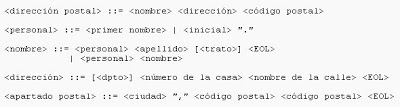 <dirección postal> ::= <nombre> <dirección> <código postal>
<personal> ::= <primer nombre> | <inicial> "."
<nombre> ::= <personal> <apellido> [<trato>] <EOL>
| <personal> <nombre>
<dirección> ::= [<dpto>] <número de la casa> <nombre de la calle> <EOL>
<apartado postal> ::= <ciudad> "," <código postal> <código postal> <EOL>